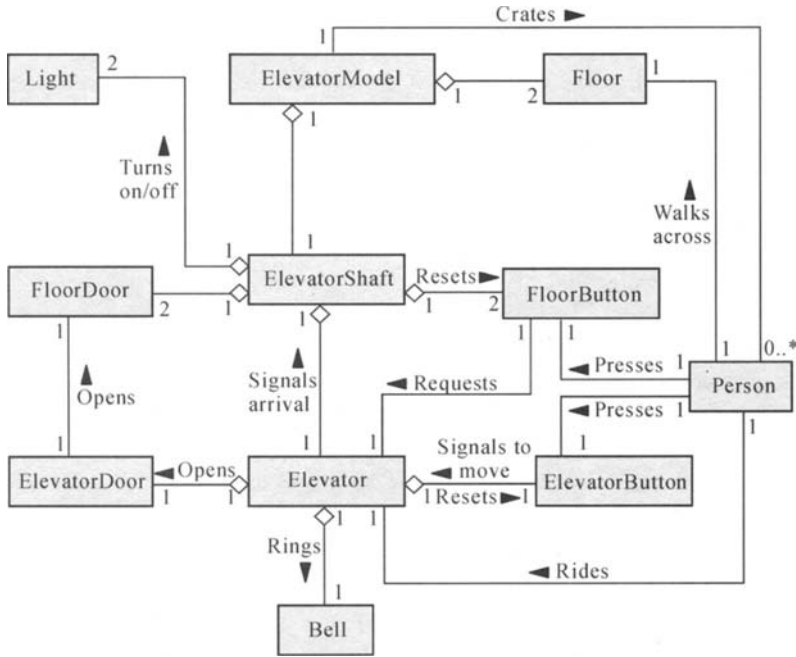 Crates
1
2
Light
ElevatorModel
Floor
1
1
2
1
Turns
on/off
Walks
across
1
1
FloorDoor
ElevatorShaft
Resets
FloorButton
2
1
1
1
2
1
1
1
1
0..*
Presses
1
Person
Signals
arrival
Requests
Opens
Presses
1
1
1
1
1
1
Signals to
move
ElevatorDoor
Opens
Elevator
ElevatorButton
1
1
1
1
Resets
1
1
Rings
Rides
1
Bell